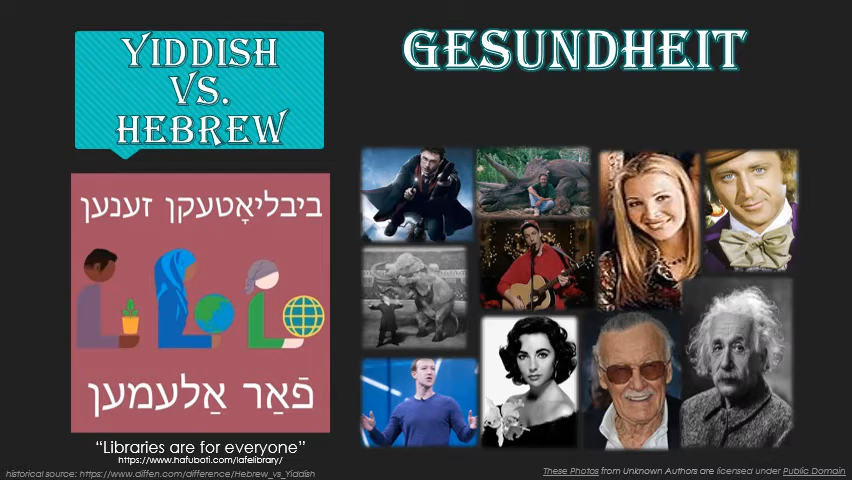 YIDDISH
VS.
HEBREW
GESUNDHEIT
ביבליאָטעקן זענען
פֿאַר אַלעמען
“Libraries are for everyone”
https://www.hafuboti.com/lafelibrary/
historical source: https://www.diffen.com/difference/Hebrew_vs_Yiddish
These Photos from Unknown Authors are licensed under Public Domain